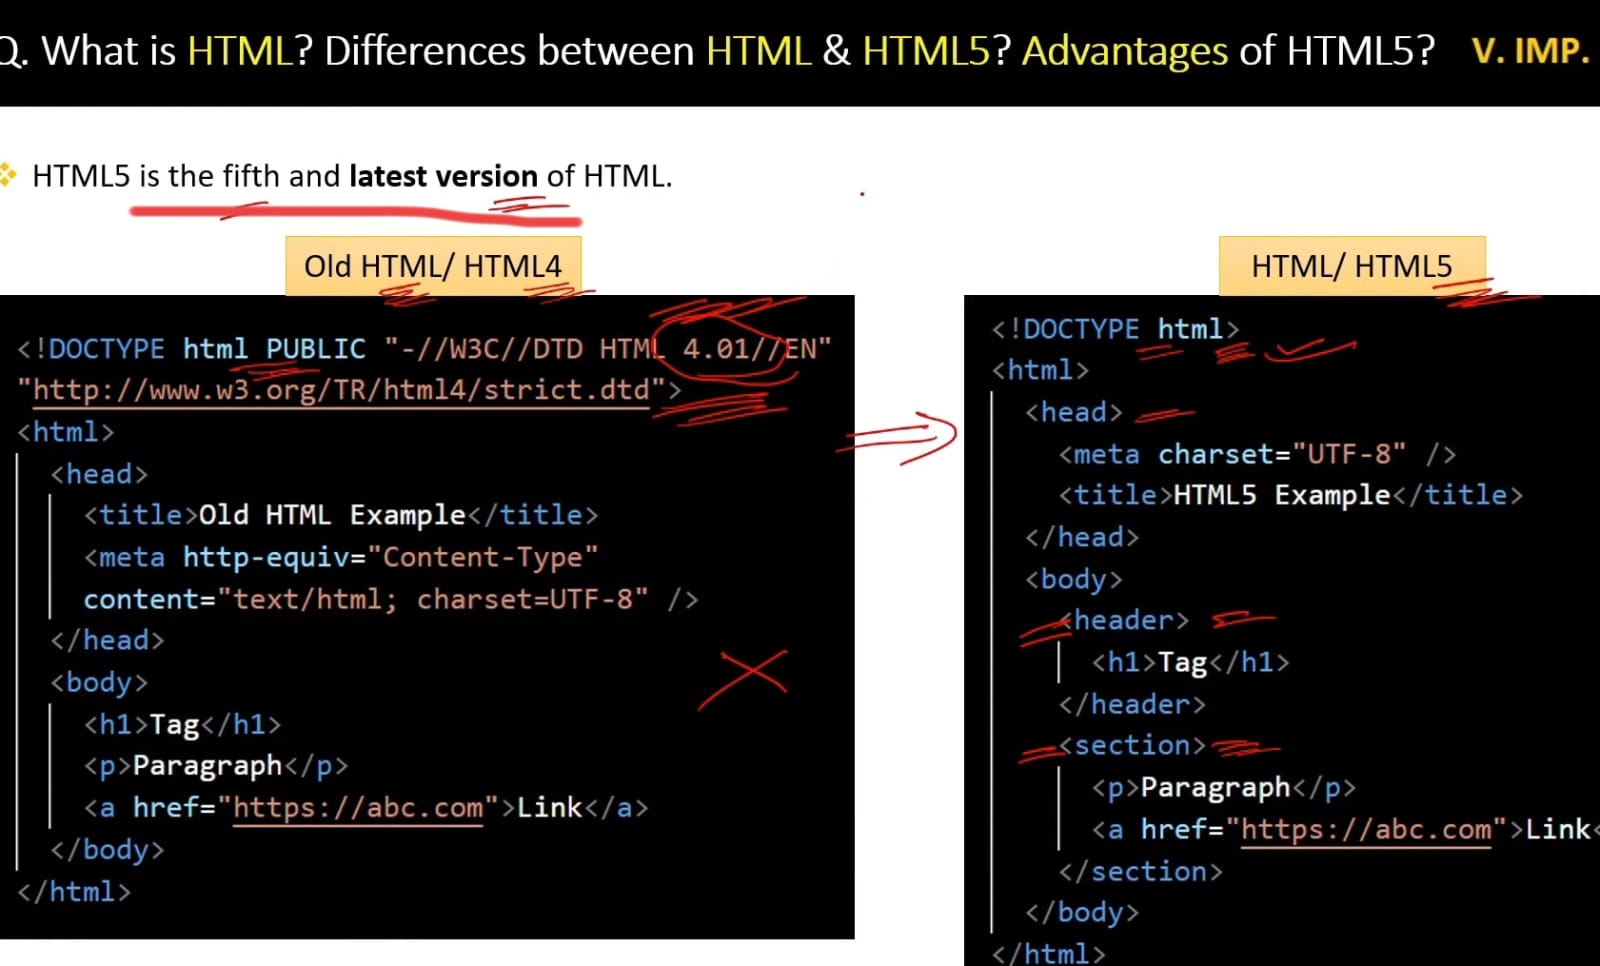 Q. What is HTML? Differences between HTML & HTML5? Advantages of HTML5? V. IMP.
HTML5 is the fifth and latest version of HTML.
Old HTML/ HTML4
<!DOCTYPE html PUBLIC "-//W3C//DTD HTML 4.01//EN"
"http://www.w3.org/TR/html4/strict.dtd">
<html>
<head>
<title>Old HTML Example</title>
<meta http-equiv="Content-Type"
content="text/html; charset=UTF-8" />
</head>
<body>
<h1>Tag</h1>
<p>Paragraph</p>
<a href="https://abc.com">Link</a>
</body>
</html>
HTML/ HTML5
<!DOCTYPE html>
<html>
<head>
<meta charset="UTF-8" />
<title>HTML5 Example</title>
</head>
<body>
<header>
<h1>Tag</h1>
</header>
<section>
<p>Paragraph</p>
<a href="https://abc.com">Link<
</section>
</body>
</html>